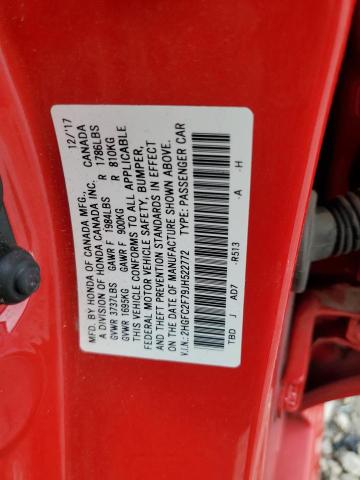 MFD. BY HONDA OF CANADA MFG., 12/'17
A DIVISION OF HONDA CANADA INC. CANADA
GVWR 3737LBS GAWR F 1984LBS R 1786LBS
GVWR 1695KG GAWR F 900KG R 810KG
THIS VEHICLE CONFORMS TO ALL APPLICABLE
FEDERAL MOTOR VEHICLE SAFETY, BUMPER,
AND THEFT PREVENTION STANDARDS IN EFFECT
ON THE DATE OF MANUFACTURE SHOWN ABOVE.
V.I.N.: 2HGFC2F79JH522772 TYPE: PASSENGER CAR
TBD J AD7 -R513 -A -H